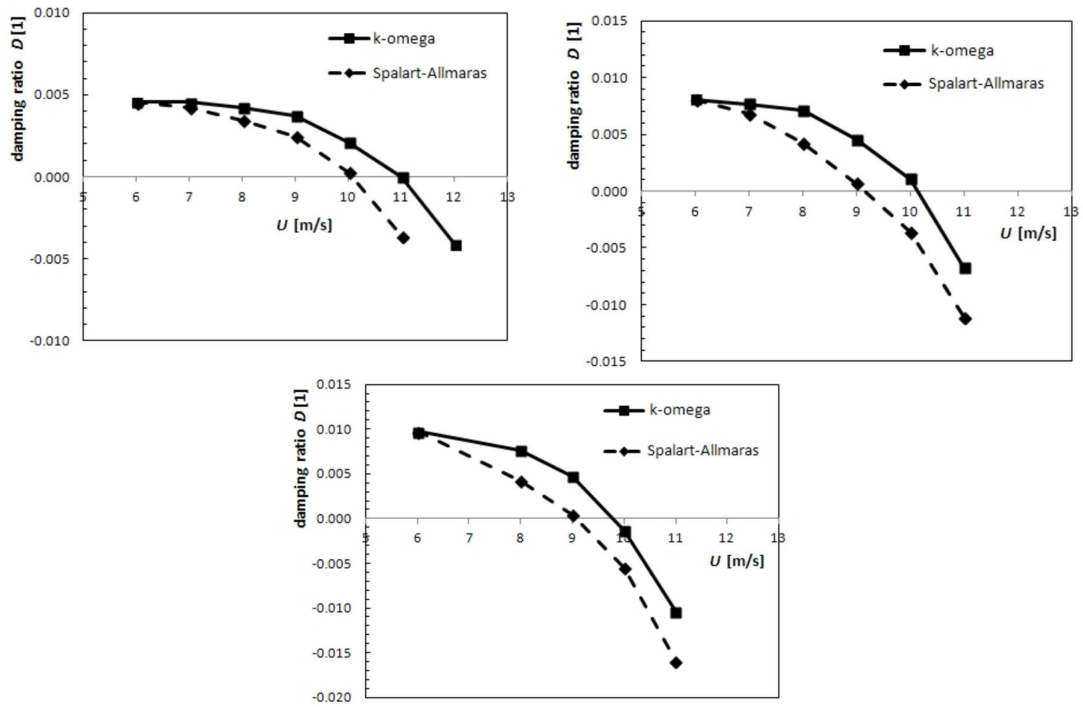 damping ratio D [1]
0.010
0.005
0.000
-0.005
-0.010
5 6 7 8 9 10 11 12 13
U [m/s]
k-omega
Spalart-Allmaras
damping ratio D [1]
0.015
0.010
0.005
0.000
-0.005
-0.010
-0.015
5 6 7 8 9 10 11 12 13
U [m/s]
k-omega
Spalart-Allmaras
damping ratio D [1]
0.015
0.010
0.005
0.000
-0.005
-0.010
-0.015
-0.020
5 6 7 8 9 10 11 12 13
U [m/s]
k-omega
Spalart-Allmaras